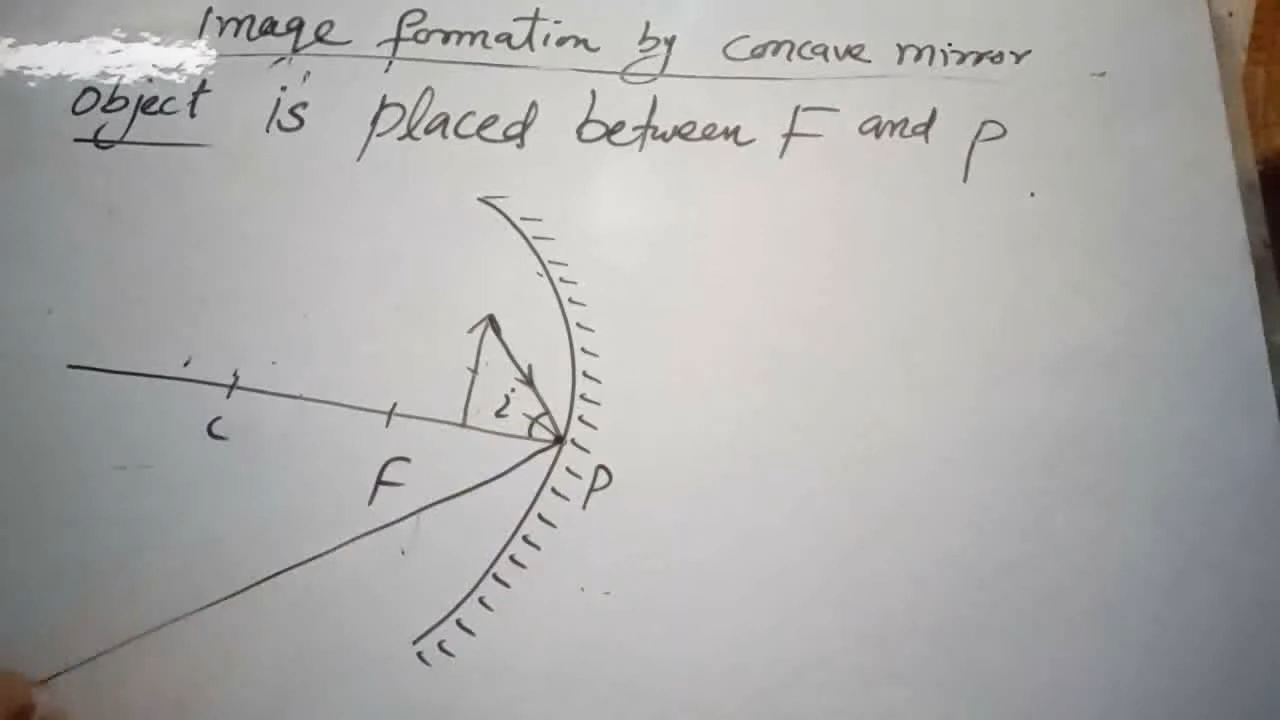 Image formation by concave mirror
object is placed between F and P
i
C
F
P